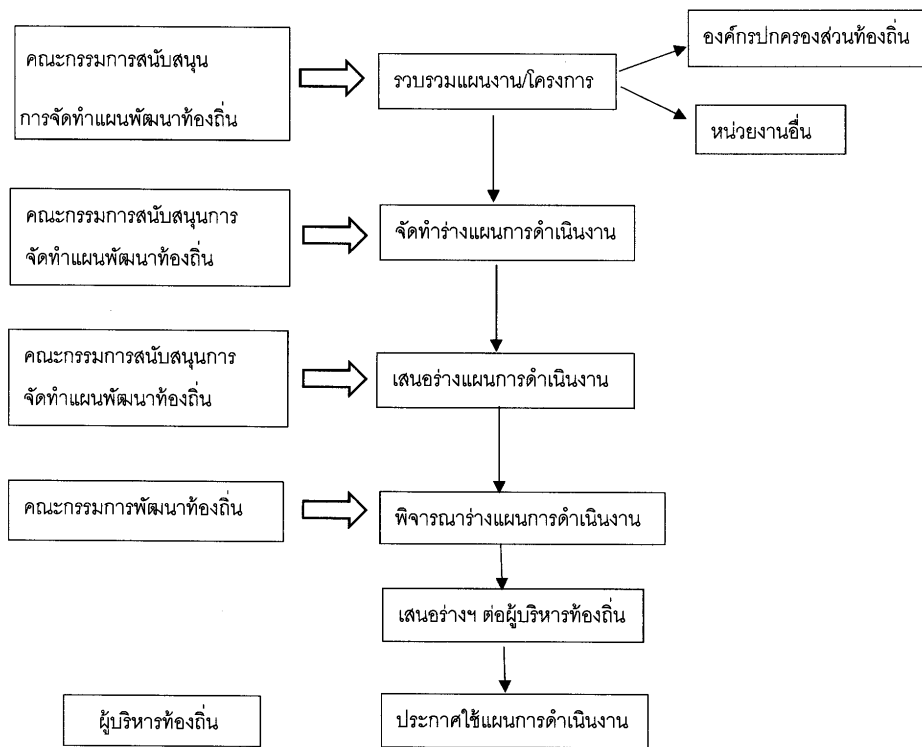 คณะกรรมการสนับสนุน
การจัดทำแผนพัฒนาท้องถิ่น
รวบรวมแผนงาน/โครงการ
องค์กรปกครองส่วนท้องถิ่น
หน่วยงานอื่น
คณะกรรมการสนับสนุนการ
จัดทำแผนพัฒนาท้องถิ่น
จัดทำร่างแผนการดำเนินงาน
คณะกรรมการสนับสนุนการ
จัดทำแผนพัฒนาท้องถิ่น
เสนอร่างแผนการดำเนินงาน
คณะกรรมการพัฒนาท้องถิ่น
พิจารณาร่างแผนการดำเนินงาน
เสนอร่างฯ ต่อผู้บริหารท้องถิ่น
ผู้บริหารท้องถิ่น
ประกาศใช้แผนการดำเนินงาน